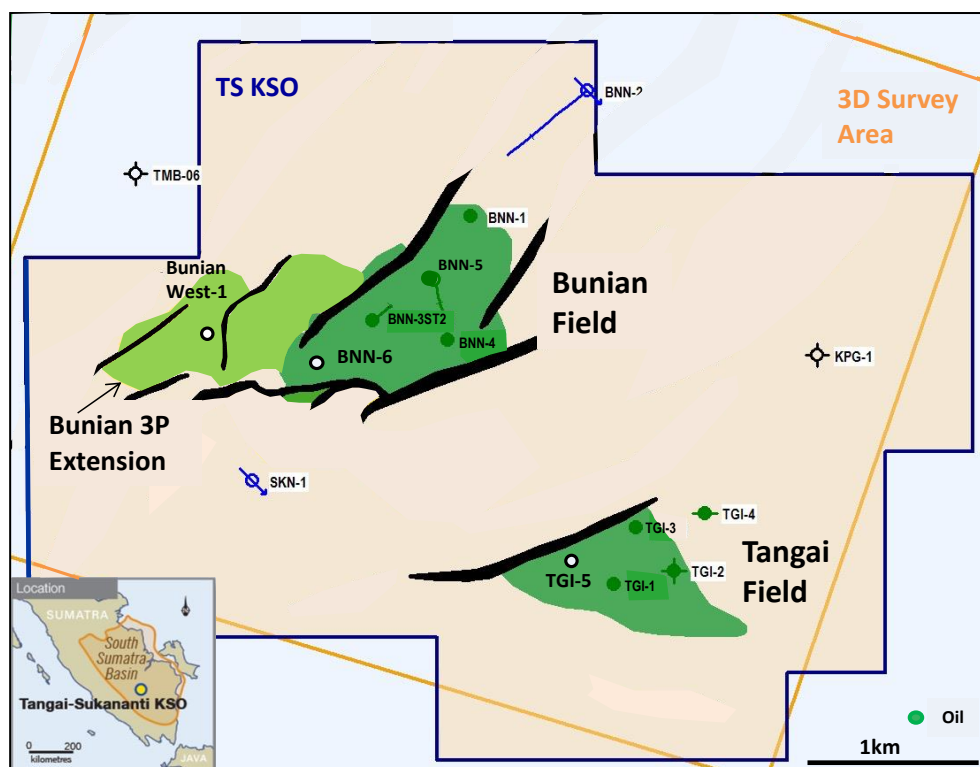 TS KSO
BNN-2
3D Survey
Area
TMB-06
BNN-1
Bunian
West-1
BNN-5
Bunian
Field
BNN-3ST2
BNN-4
BNN-6
KPG-1
Bunian 3P
Extension
SKN-1
TGI-4
TGI-3
Tangai
Field
TGI-5
TGI-2
TGI-1
Location
SUMATRA
South
Sumatra
Basin
Tangai-Sukananti KSO
0 200
kilometres
JAVA
Oil
1km